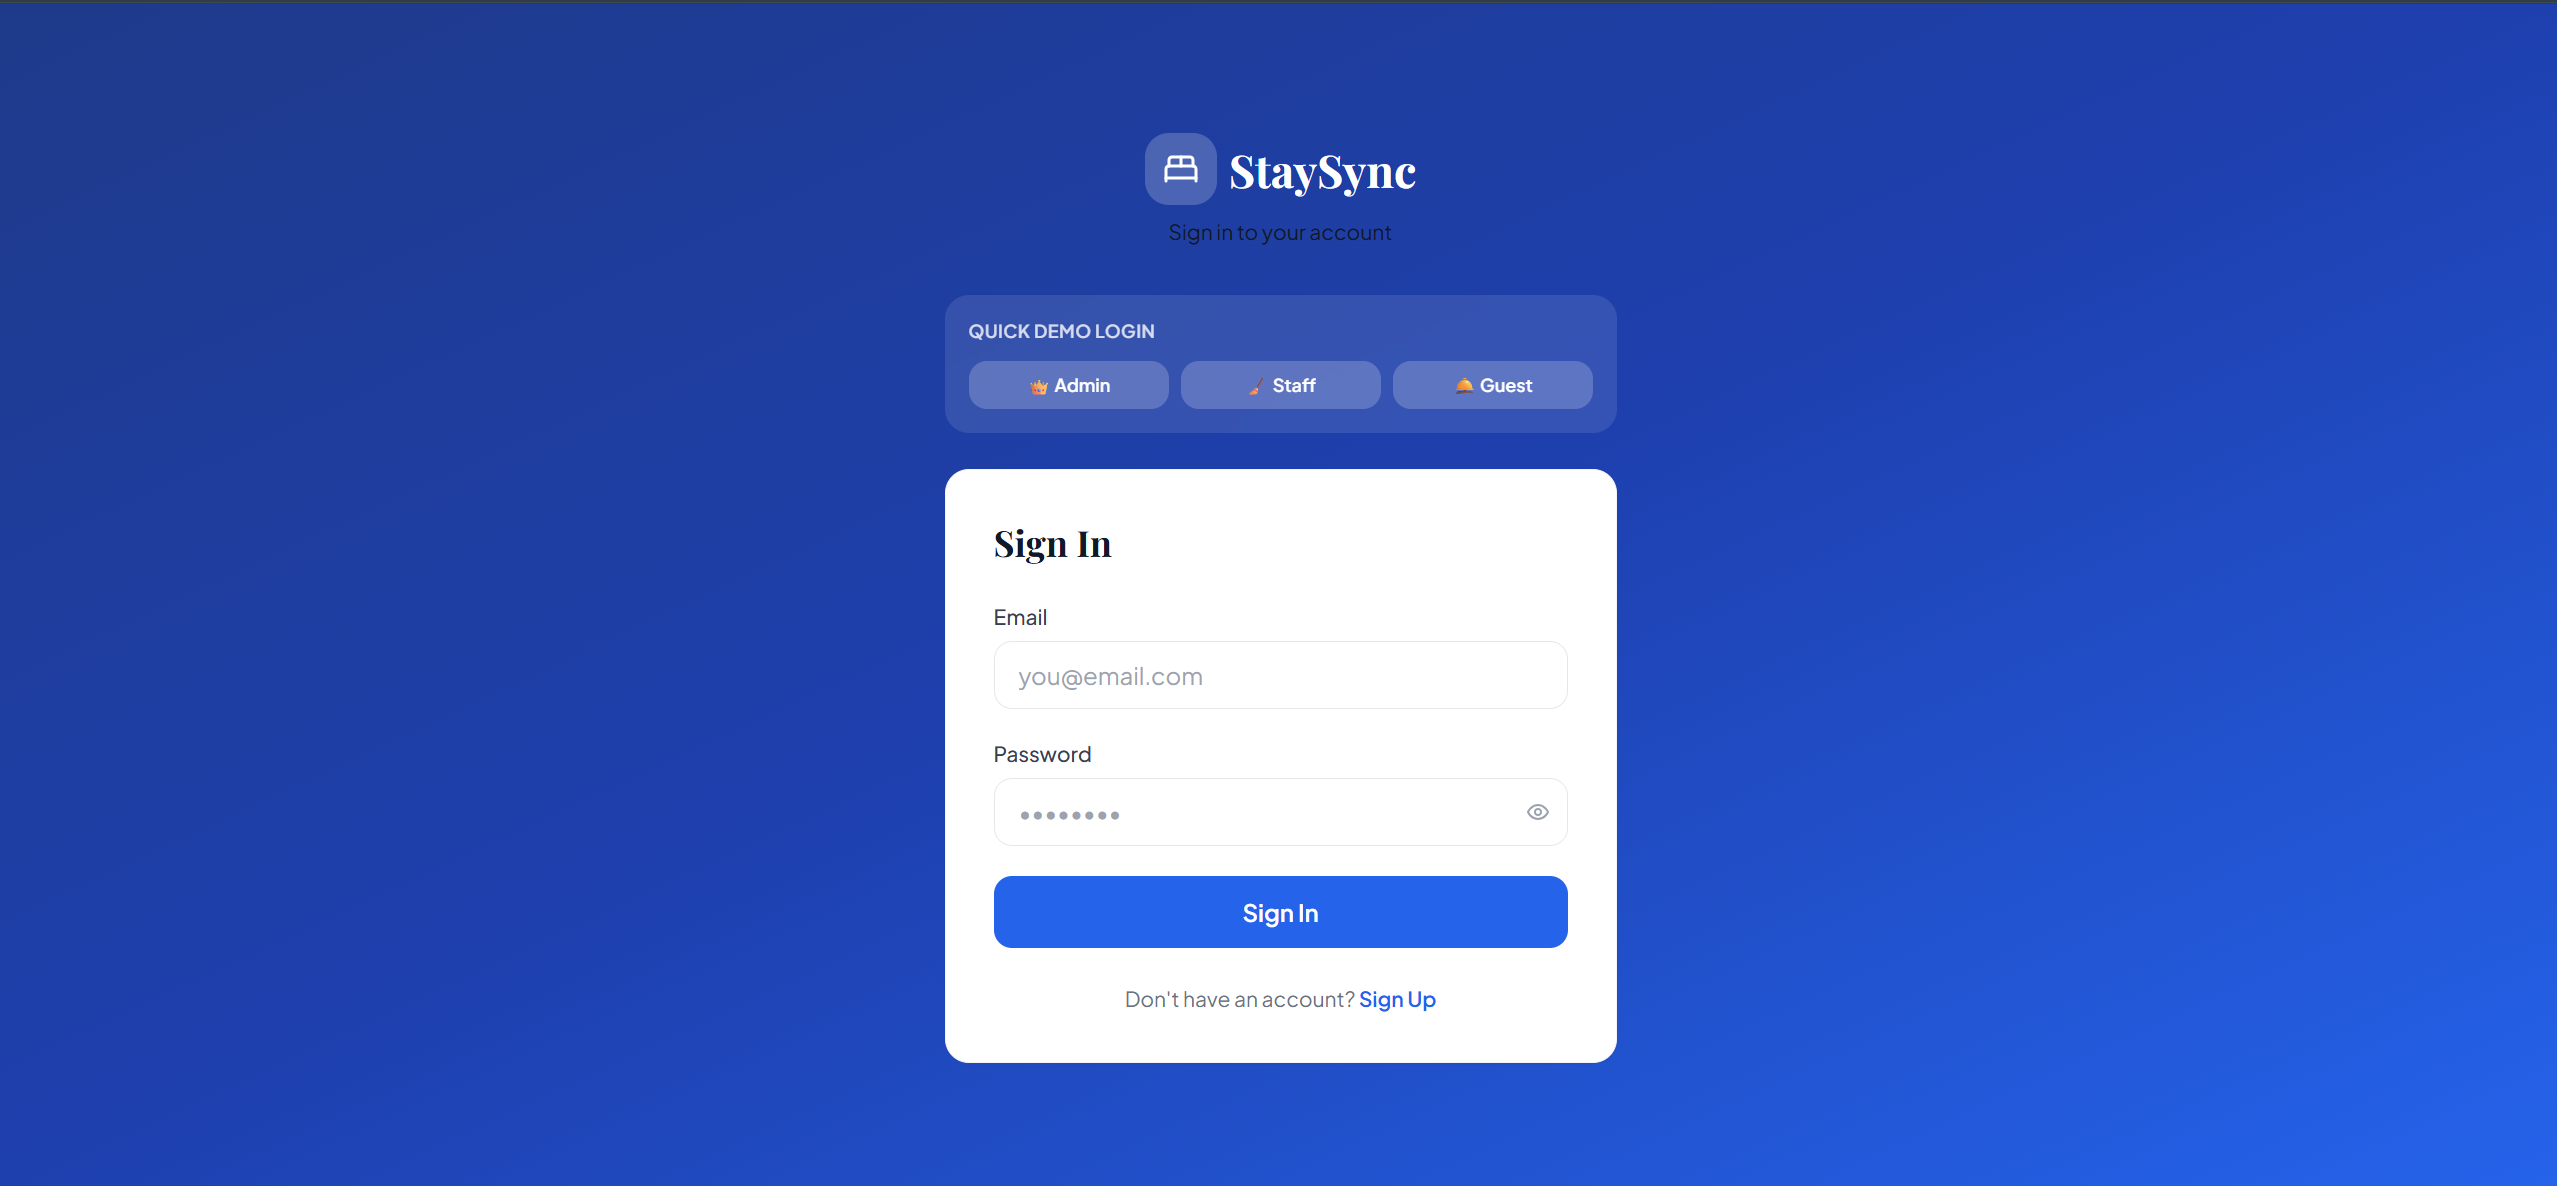 StaySync
Sign in to your account
QUICK DEMO LOGIN
👑 Admin
🧹 Staff
🛎️ Guest
Sign In
Email
you@email.com
Password
••••••••
Sign In
Don't have an account? Sign Up